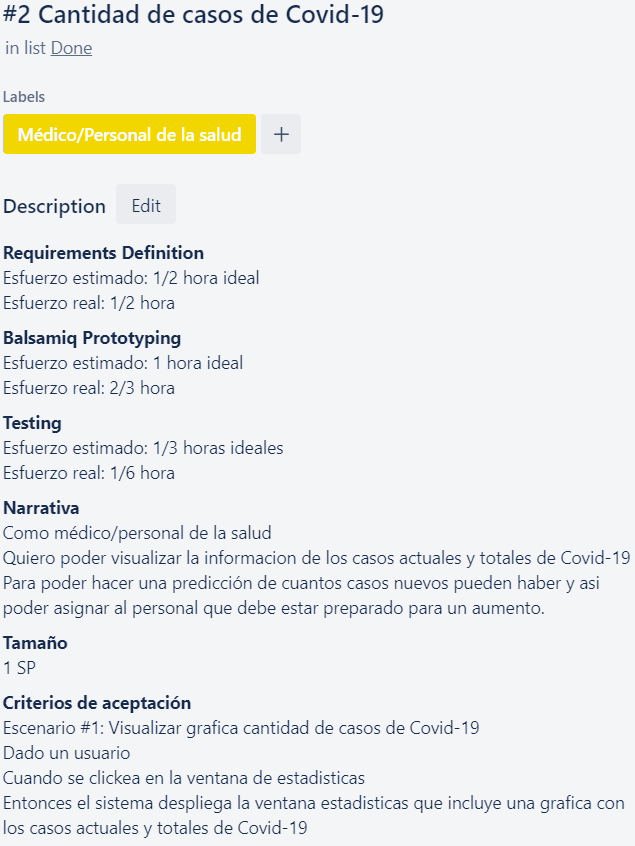 #2 Cantidad de casos de Covid-19
in list Done
Labels
Médico/Personal de la salud +
Description Edit
Requirements Definition
Esfuerzo estimado: 1/2 hora ideal
Esfuerzo real: 1/2 hora
Balsamiq Prototyping
Esfuerzo estimado: 1 hora ideal
Esfuerzo real: 2/3 hora
Testing
Esfuerzo estimado: 1/3 horas ideales
Esfuerzo real: 1/6 hora
Narrativa
Como médico/personal de la salud
Quiero poder visualizar la informacion de los casos actuales y totales de Covid-19
Para poder hacer una predicción de cuantos casos nuevos pueden haber y asi
poder asignar al personal que debe estar preparado para un aumento.
Tamaño
1 SP
Criterios de aceptación
Escenario #1: Visualizar grafica cantidad de casos de Covid-19
Dado un usuario
Cuando se clickea en la ventana de estadisticas
Entonces el sistema despliega la ventana estadisticas que incluye una grafica con
los casos actuales y totales de Covid-19